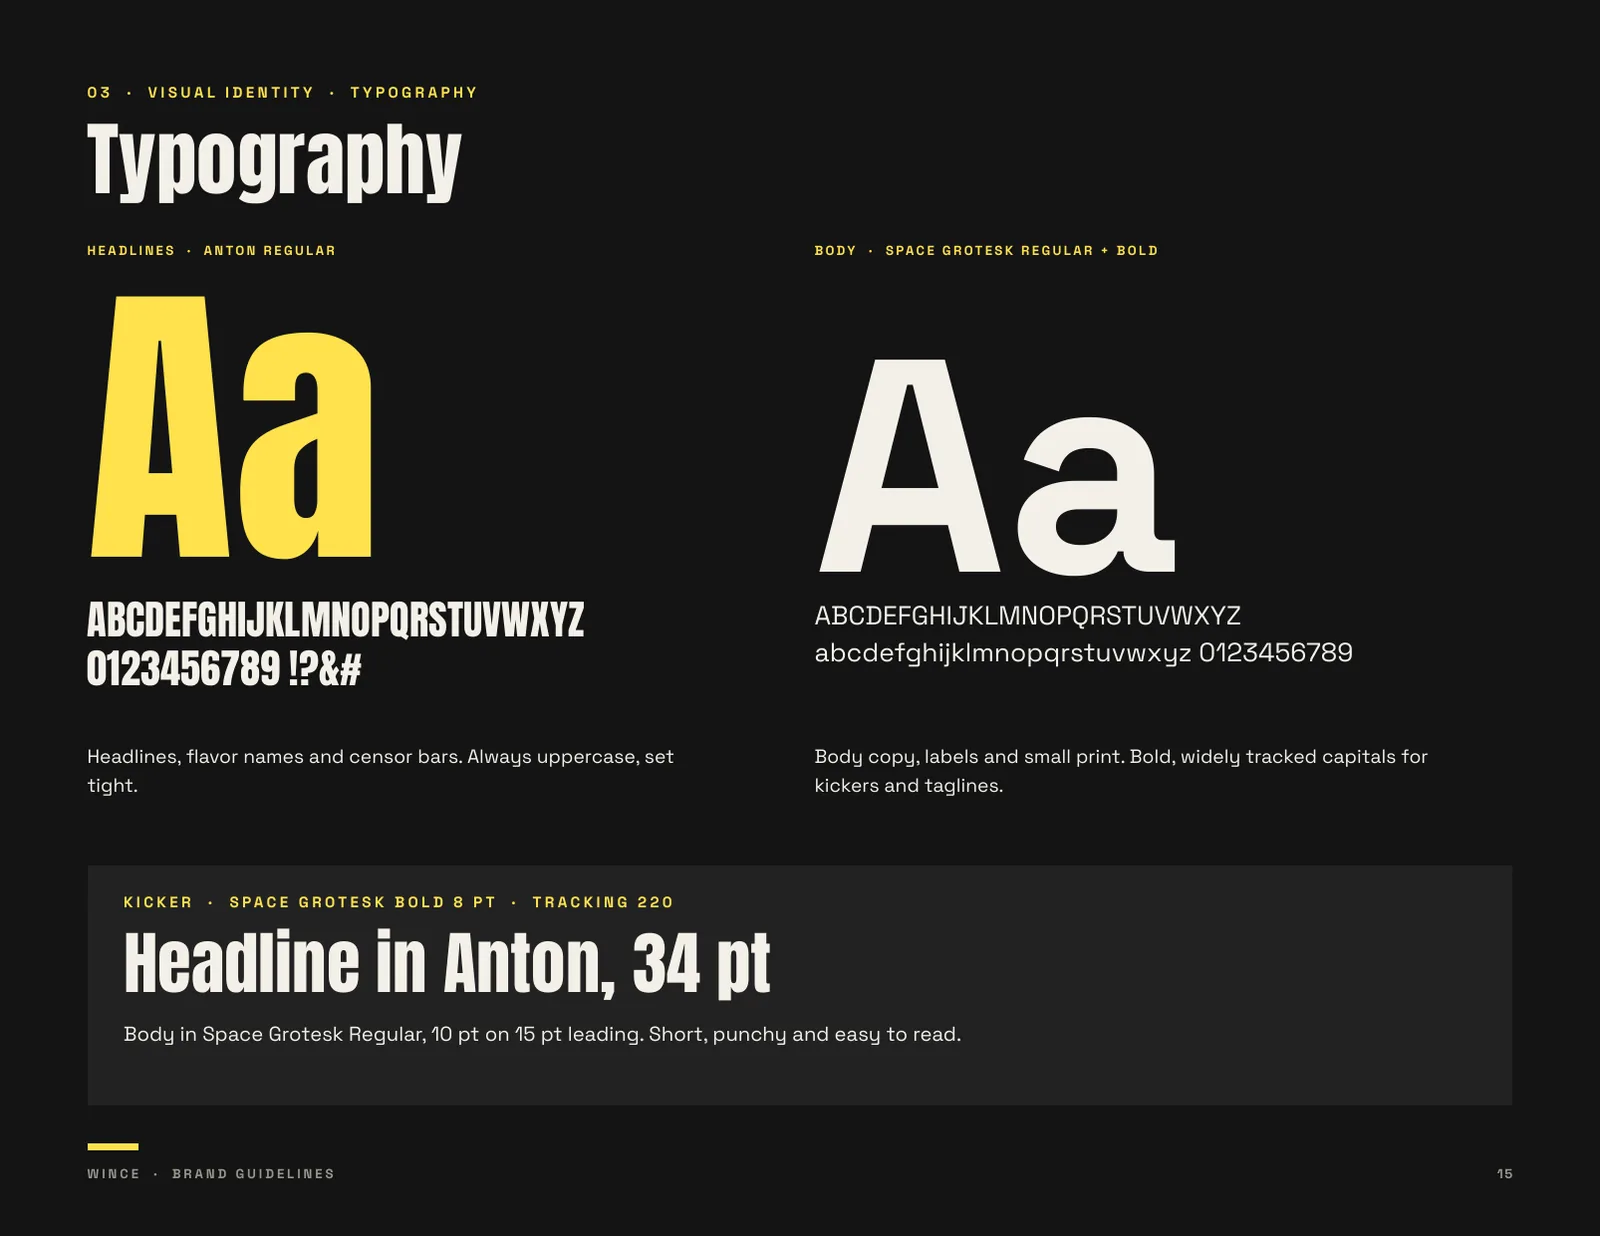 03 · VISUAL IDENTITY · TYPOGRAPHY
Typography
HEADLINES · ANTON REGULAR
Aa
ABCDEFGHIJKLMNOPQRSTUVWXYZ
0123456789 !?&#
Headlines, flavor names and censor bars. Always uppercase, set
tight.
BODY · SPACE GROTESK REGULAR + BOLD
Aa
ABCDEFGHIJKLMNOPQRSTUVWXYZ
abcdefghijklmnopqrstuvwxyz 0123456789
Body copy, labels and small print. Bold, widely tracked capitals for
kickers and taglines.
KICKER · SPACE GROTESK BOLD 8 PT · TRACKING 220
Headline in Anton, 34 pt
Body in Space Grotesk Regular, 10 pt on 15 pt leading. Short, punchy and easy to read.
WINCE · BRAND GUIDELINES
15